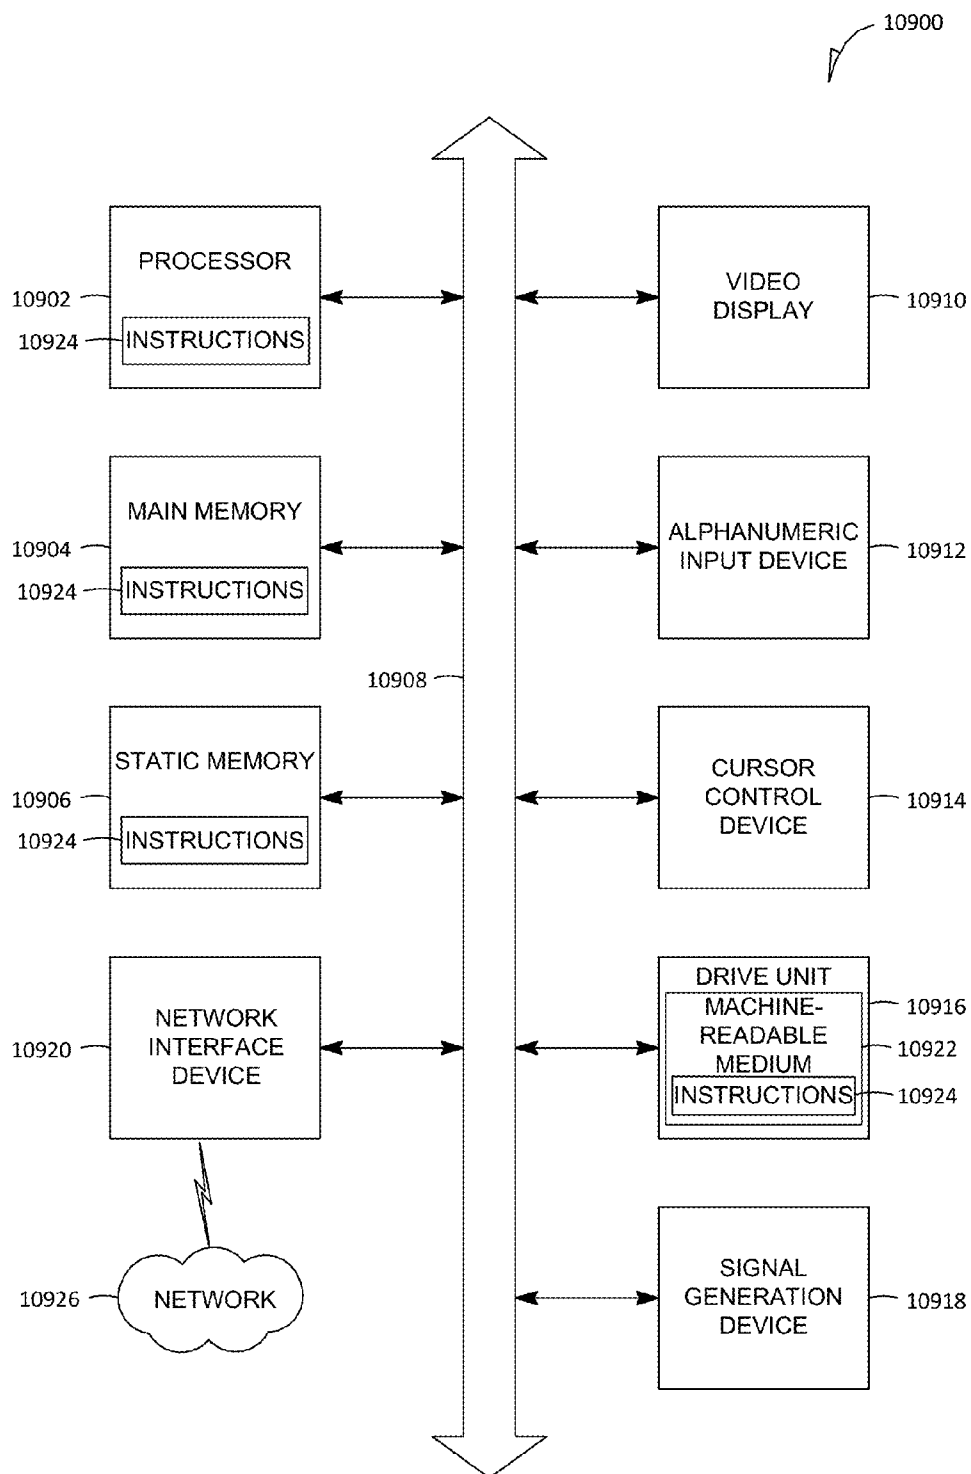 10900
PROCESSOR
10902
10924
INSTRUCTIONS
VIDEO
DISPLAY
10910
MAIN MEMORY
10904
10924
INSTRUCTIONS
ALPHANUMERIC
INPUT DEVICE
10912
10908
STATIC MEMORY
10906
10924
INSTRUCTIONS
CURSOR
CONTROL
DEVICE
10914
NETWORK
INTERFACE
DEVICE
10920
DRIVE UNIT
MACHINE-
READABLE
MEDIUM
INSTRUCTIONS
10916
10922
10924
10926
NETWORK
SIGNAL
GENERATION
DEVICE
10918